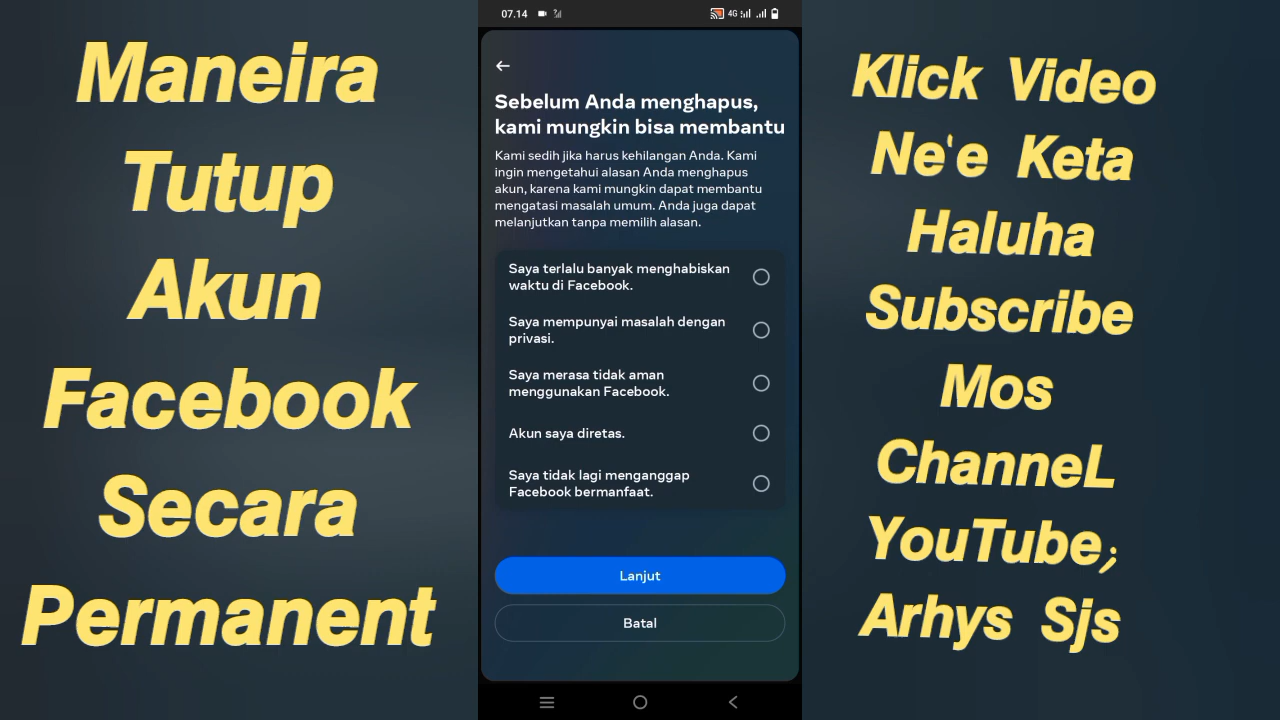 Maneira
Tutup
Akun
Facebook
Secara
Permanent
07.14
4G
Sebelum Anda menghapus,
kami mungkin bisa membantu
Kami sedih jika harus kehilangan Anda. Kami
ingin mengetahui alasan Anda menghapus
akun, karena kami mungkin dapat membantu
mengatasi masalah umum. Anda juga dapat
melanjutkan tanpa memilih alasan.
Saya terlalu banyak menghabiskan
waktu di Facebook.
Saya mempunyai masalah dengan
privasi.
Saya merasa tidak aman
menggunakan Facebook.
Akun saya diretas.
Saya tidak lagi menganggap
Facebook bermanfaat.
Lanjut
Batal
Klick Video
Ne'e Keta
Haluha
Subscribe
Mos
ChanneL
YouTube;
Arhys Sjs